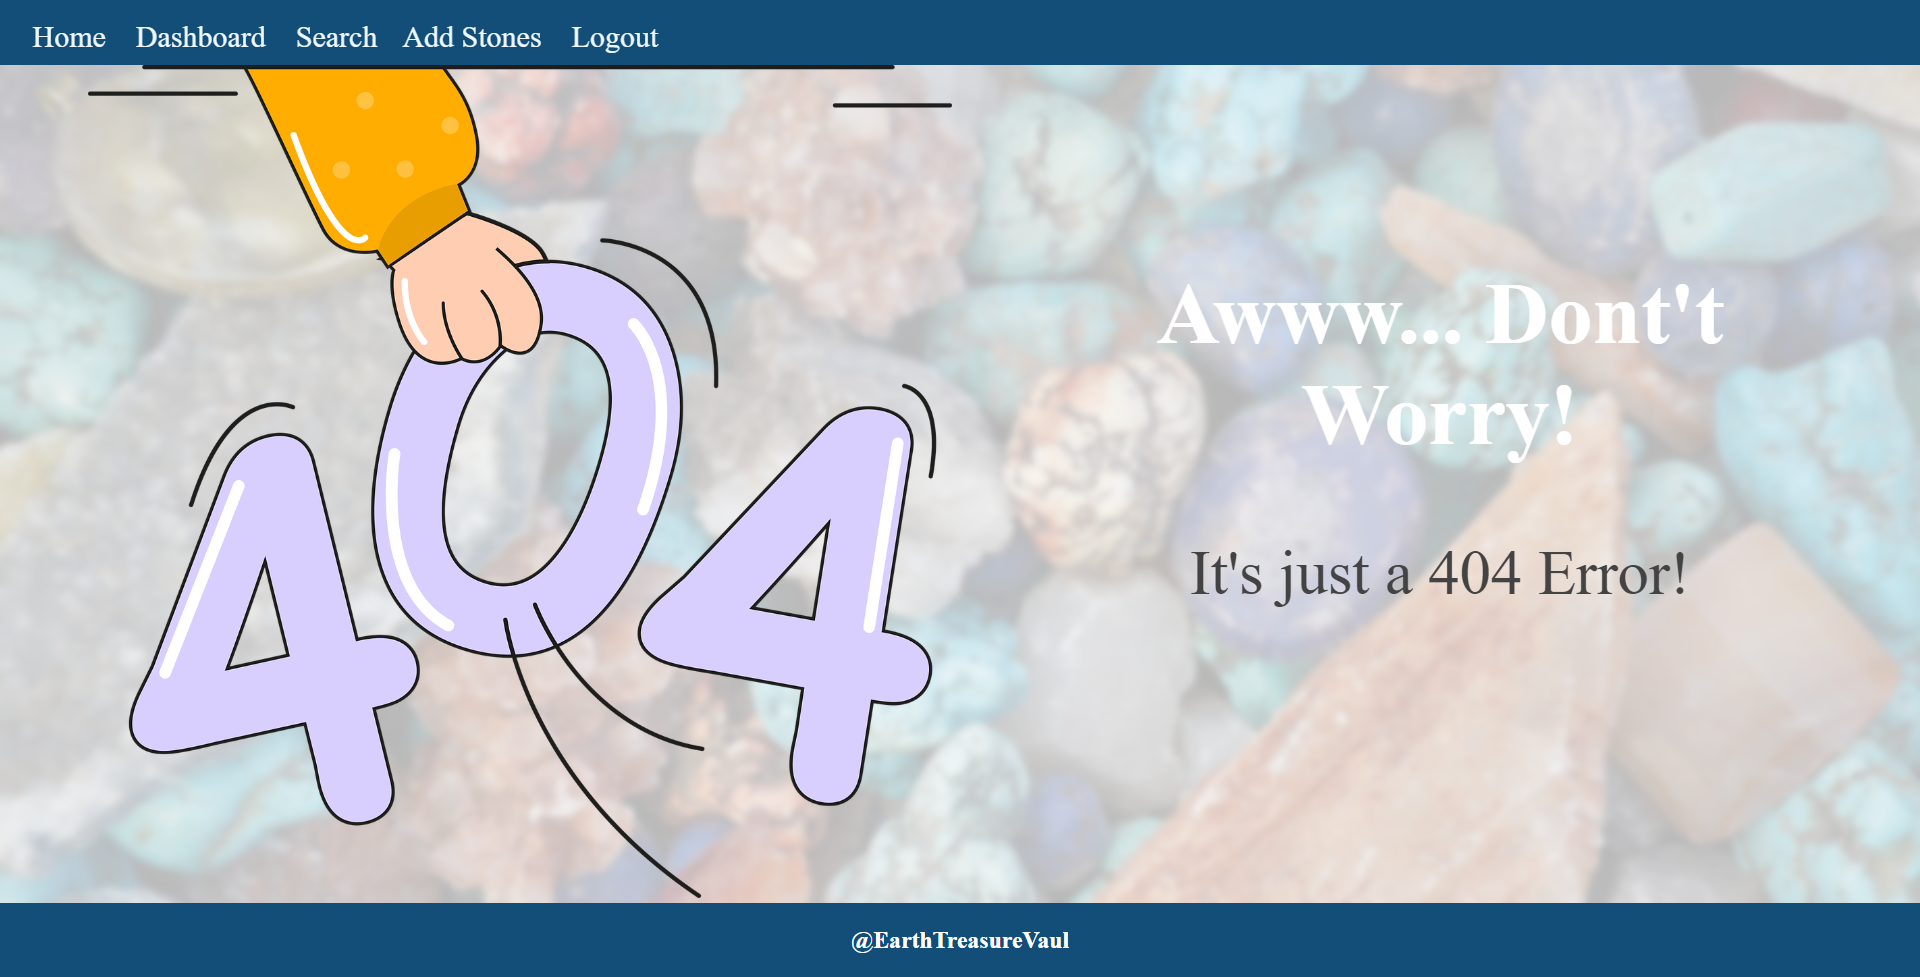 Home Dashboard Search Add Stones Logout
404
Awww... Dont't
Worry!
It's just a 404 Error!
@EarthTreasureVaul